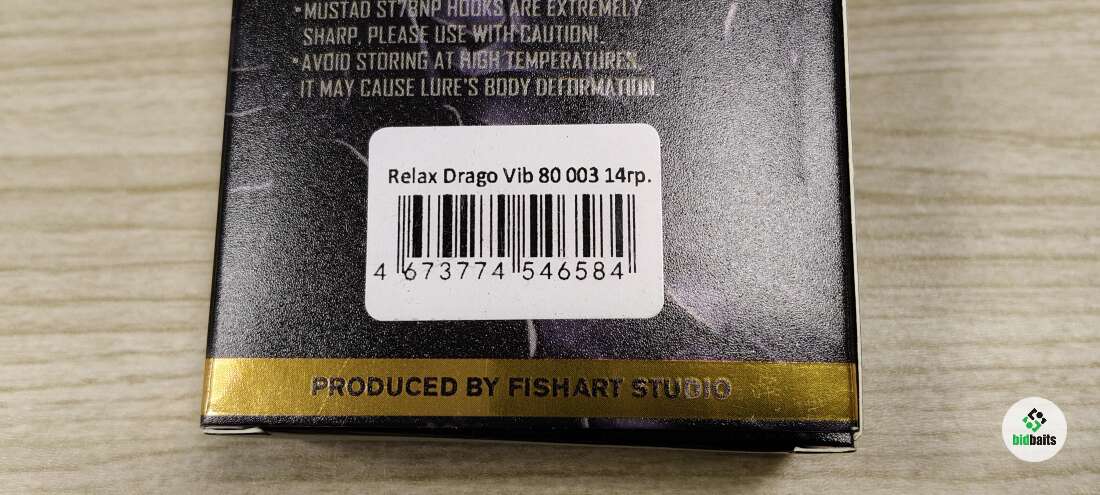 •MUSTAD ST7BNP HOOKS ARE EXTREMELY
SHARP, PLEASE USE WITH CAUTION!.
•AVOID STORING AT HIGH TEMPERATURES.
IT MAY CAUSE LURE'S BODY DEFORMATION.
Relax Drago Vib 80 003 14гр.
4 673774 546584
PRODUCED BY FISHART STUDIO
bidbaits